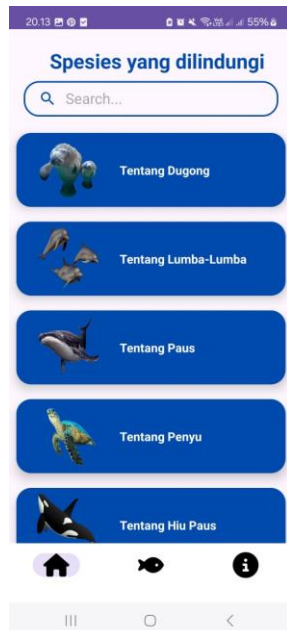 20.13
55%
Spesies yang dilindungi
Search...
Tentang Dugong
Tentang Lumba-Lumba
Tentang Paus
Tentang Penyu
Tentang Hiu Paus